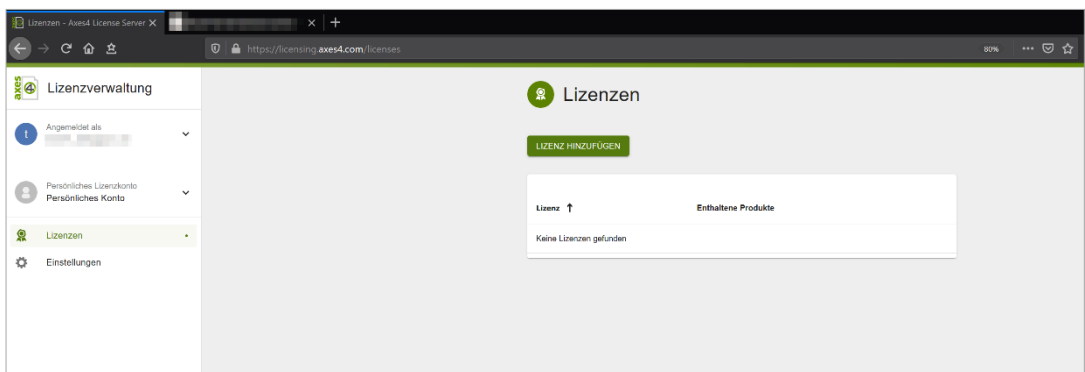 Lizenzen - Axes4 License Server
https://licensing.axes4.com/licenses
80%
axes4
Lizenzverwaltung
t
Angemeldet als
Persönliches Lizenzkonto
Persönliches Konto
Lizenzen
Einstellungen
Lizenzen
LIZENZ HINZUFÜGEN
Lizenz Enthaltene Produkte
Keine Lizenzen gefunden